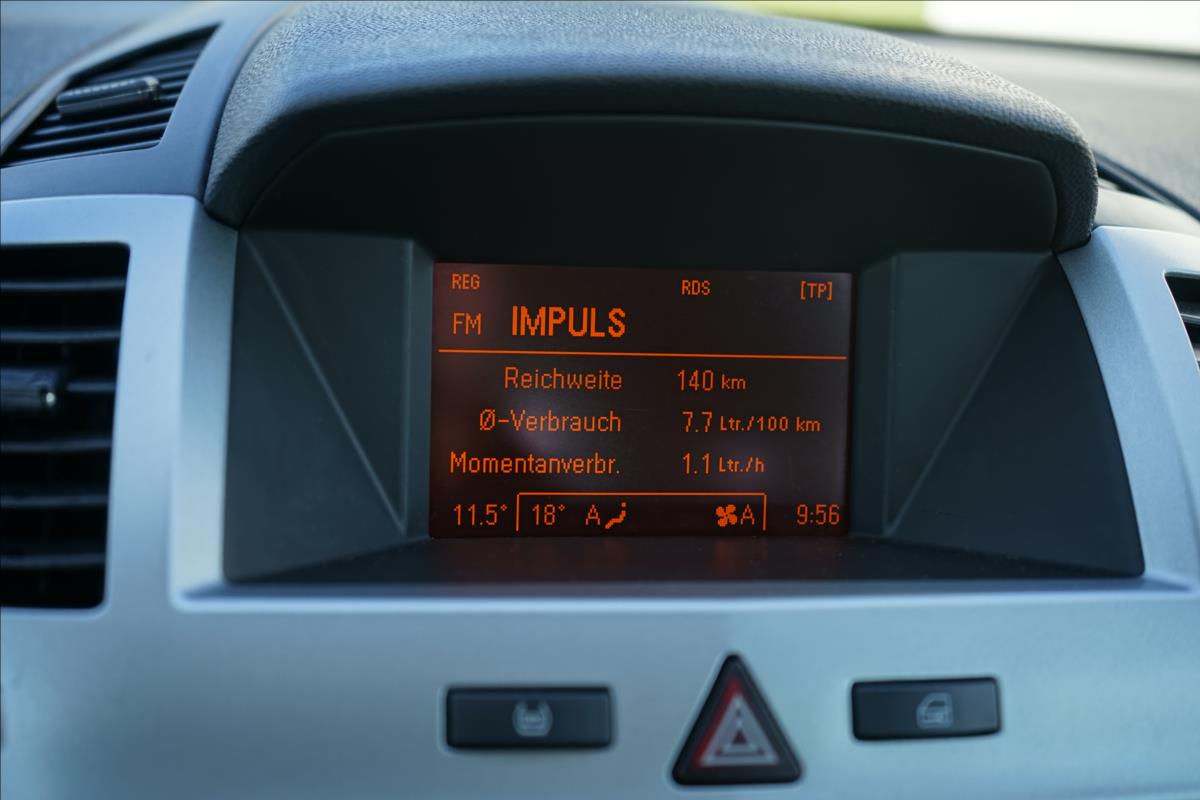 REG RDS [TP]
FM IMPULS
Reichweite 140 km
Ø-Verbrauch 7.7 Ltr./100 km
Momentanverbr. 1.1 Ltr./h
11.5° 18° A A 9:56